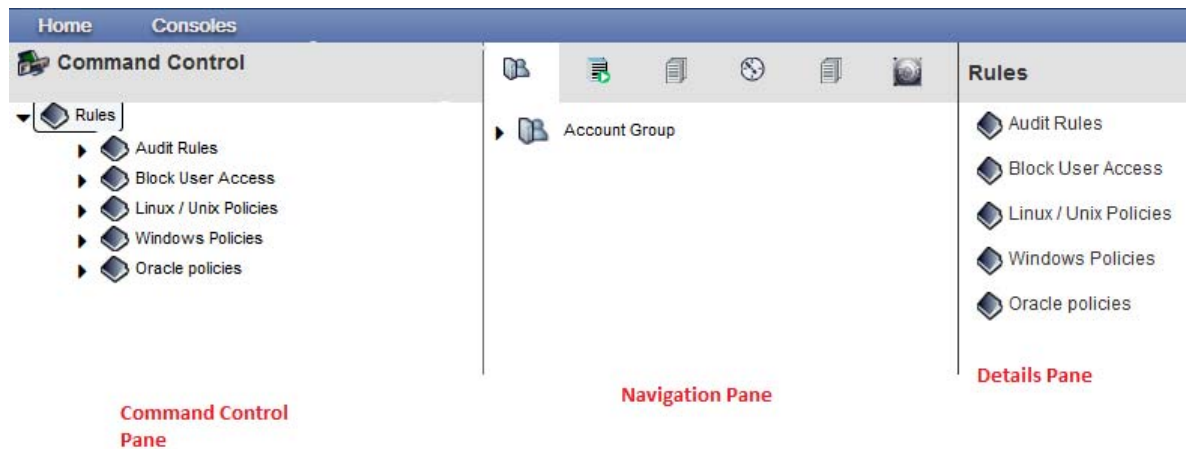 Home Consoles
Command Control
Rules
Audit Rules
Block User Access
Linux / Unix Policies
Windows Policies
Oracle policies
Account Group
Rules
Audit Rules
Block User Access
Linux / Unix Policies
Windows Policies
Oracle policies
Command Control
Pane
Navigation Pane
Details Pane